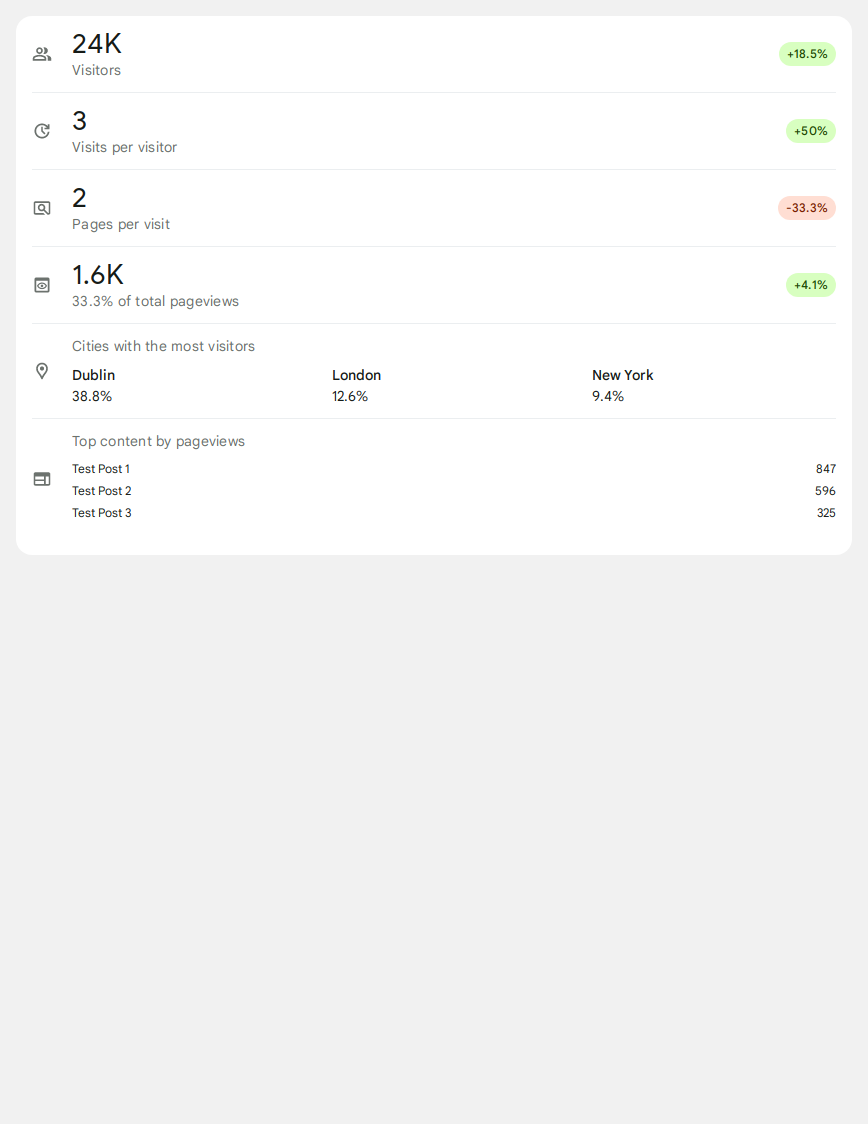 24K
Visitors
+18.5%
3
Visits per visitor
+50%
2
Pages per visit
-33.3%
1.6K
33.3% of total pageviews
+4.1%
Cities with the most visitors
Dublin London New York
38.8% 12.6% 9.4%
Top content by pageviews
Test Post 1 847
Test Post 2 596
Test Post 3 325